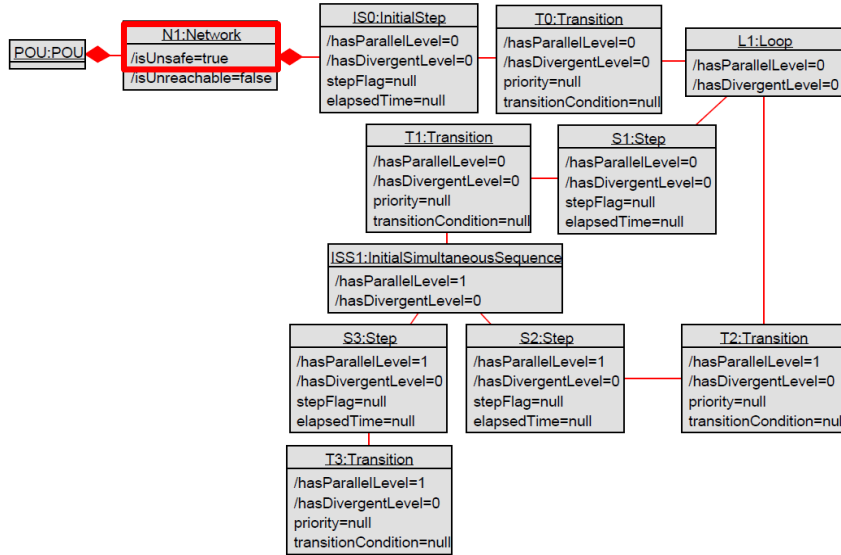 POU:POU
N1:Network
/isUnsafe=true
/isUnreachable=false
IS0:InitialStep
/hasParallelLevel=0
/hasDivergentLevel=0
stepFlag=null
elapsedTime=null
T0:Transition
/hasParallelLevel=0
/hasDivergentLevel=0
priority=null
transitionCondition=null
L1:Loop
/hasParallelLevel=0
/hasDivergentLevel=0
T1:Transition
/hasParallelLevel=0
/hasDivergentLevel=0
priority=null
transitionCondition=null
S1:Step
/hasParallelLevel=0
/hasDivergentLevel=0
stepFlag=null
elapsedTime=null
ISS1:InitialSimultaneousSequence
/hasParallelLevel=1
/hasDivergentLevel=0
S3:Step
/hasParallelLevel=1
/hasDivergentLevel=0
stepFlag=null
elapsedTime=null
S2:Step
/hasParallelLevel=1
/hasDivergentLevel=0
stepFlag=null
elapsedTime=null
T2:Transition
/hasParallelLevel=1
/hasDivergentLevel=0
priority=null
transitionCondition=null
T3:Transition
/hasParallelLevel=1
/hasDivergentLevel=0
priority=null
transitionCondition=null